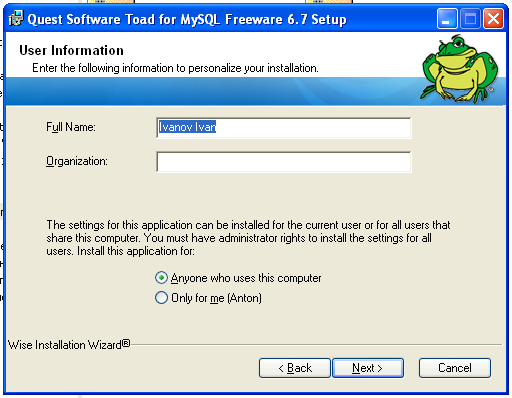 Quest Software Toad for MySQL Freeware 6.7 Setup
User Information
Enter the following information to personalize your installation.
Full Name:
Ivanov Ivan
Organization:
The settings for this application can be installed for the current user or for all users that
share this computer. You must have administrator rights to install the settings for all
users. Install this application for:
Anyone who uses this computer
Only for me (Anton)
Wise Installation Wizard®
< Back
Next >
Cancel